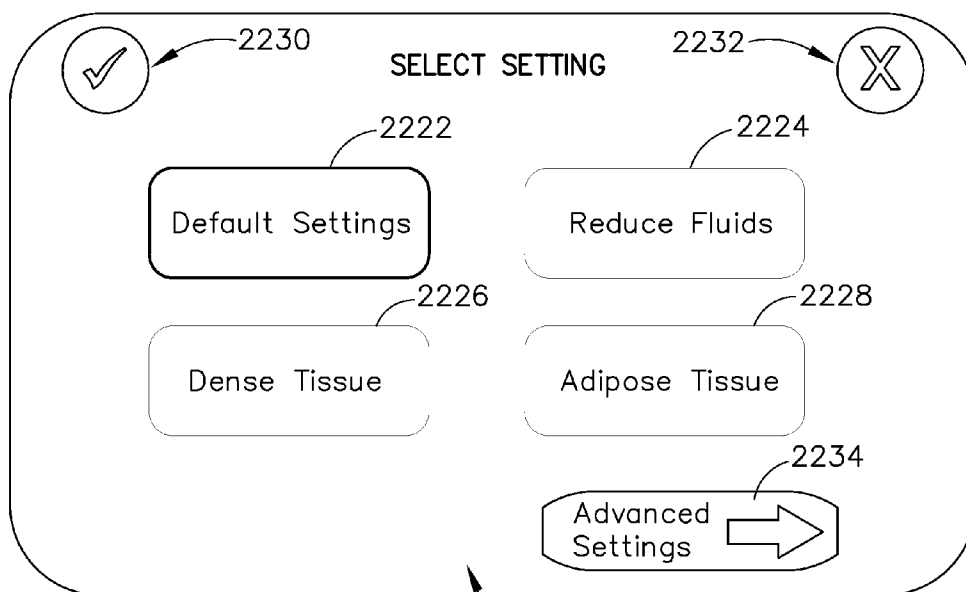 2230
SELECT SETTING
2232
2222
2224
Default Settings
Reduce Fluids
2226
2228
Dense Tissue
Adipose Tissue
2234
Advanced
Settings